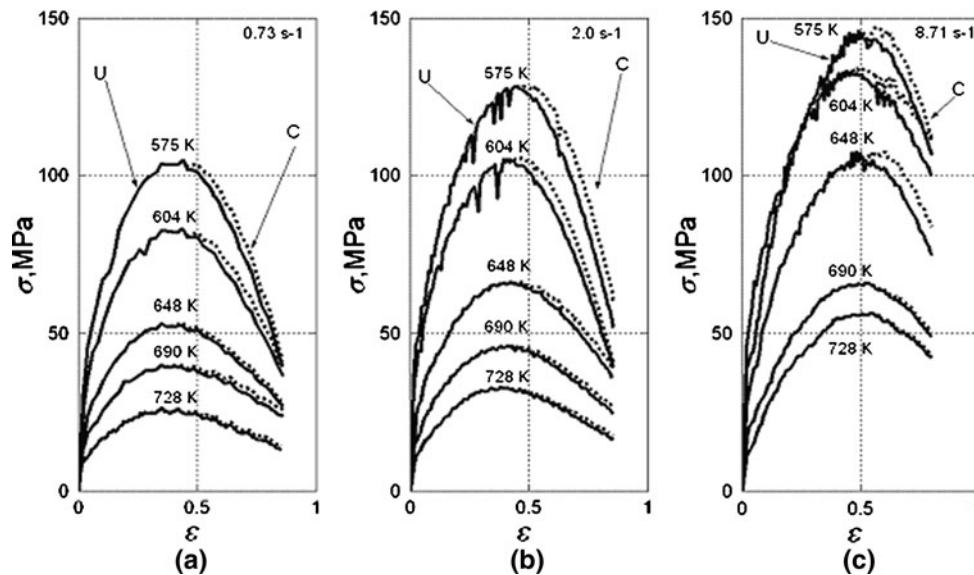 150
0.73 s-1
U
575 K
C
100
604 K
648 K
50
690 K
728 K
0
0
0.5
1
σ,MPa
ε
(a)
150
2.0 s-1
575 K
U
C
604 K
100
648 K
690 K
50
728 K
0
0
0.5
1
σ,MPa
ε
(b)
150
575 K
8.71 s-1
U
C
604 K
648 K
100
690 K
50
728 K
0
0
0.5
1
σ,MPa
ε
(c)